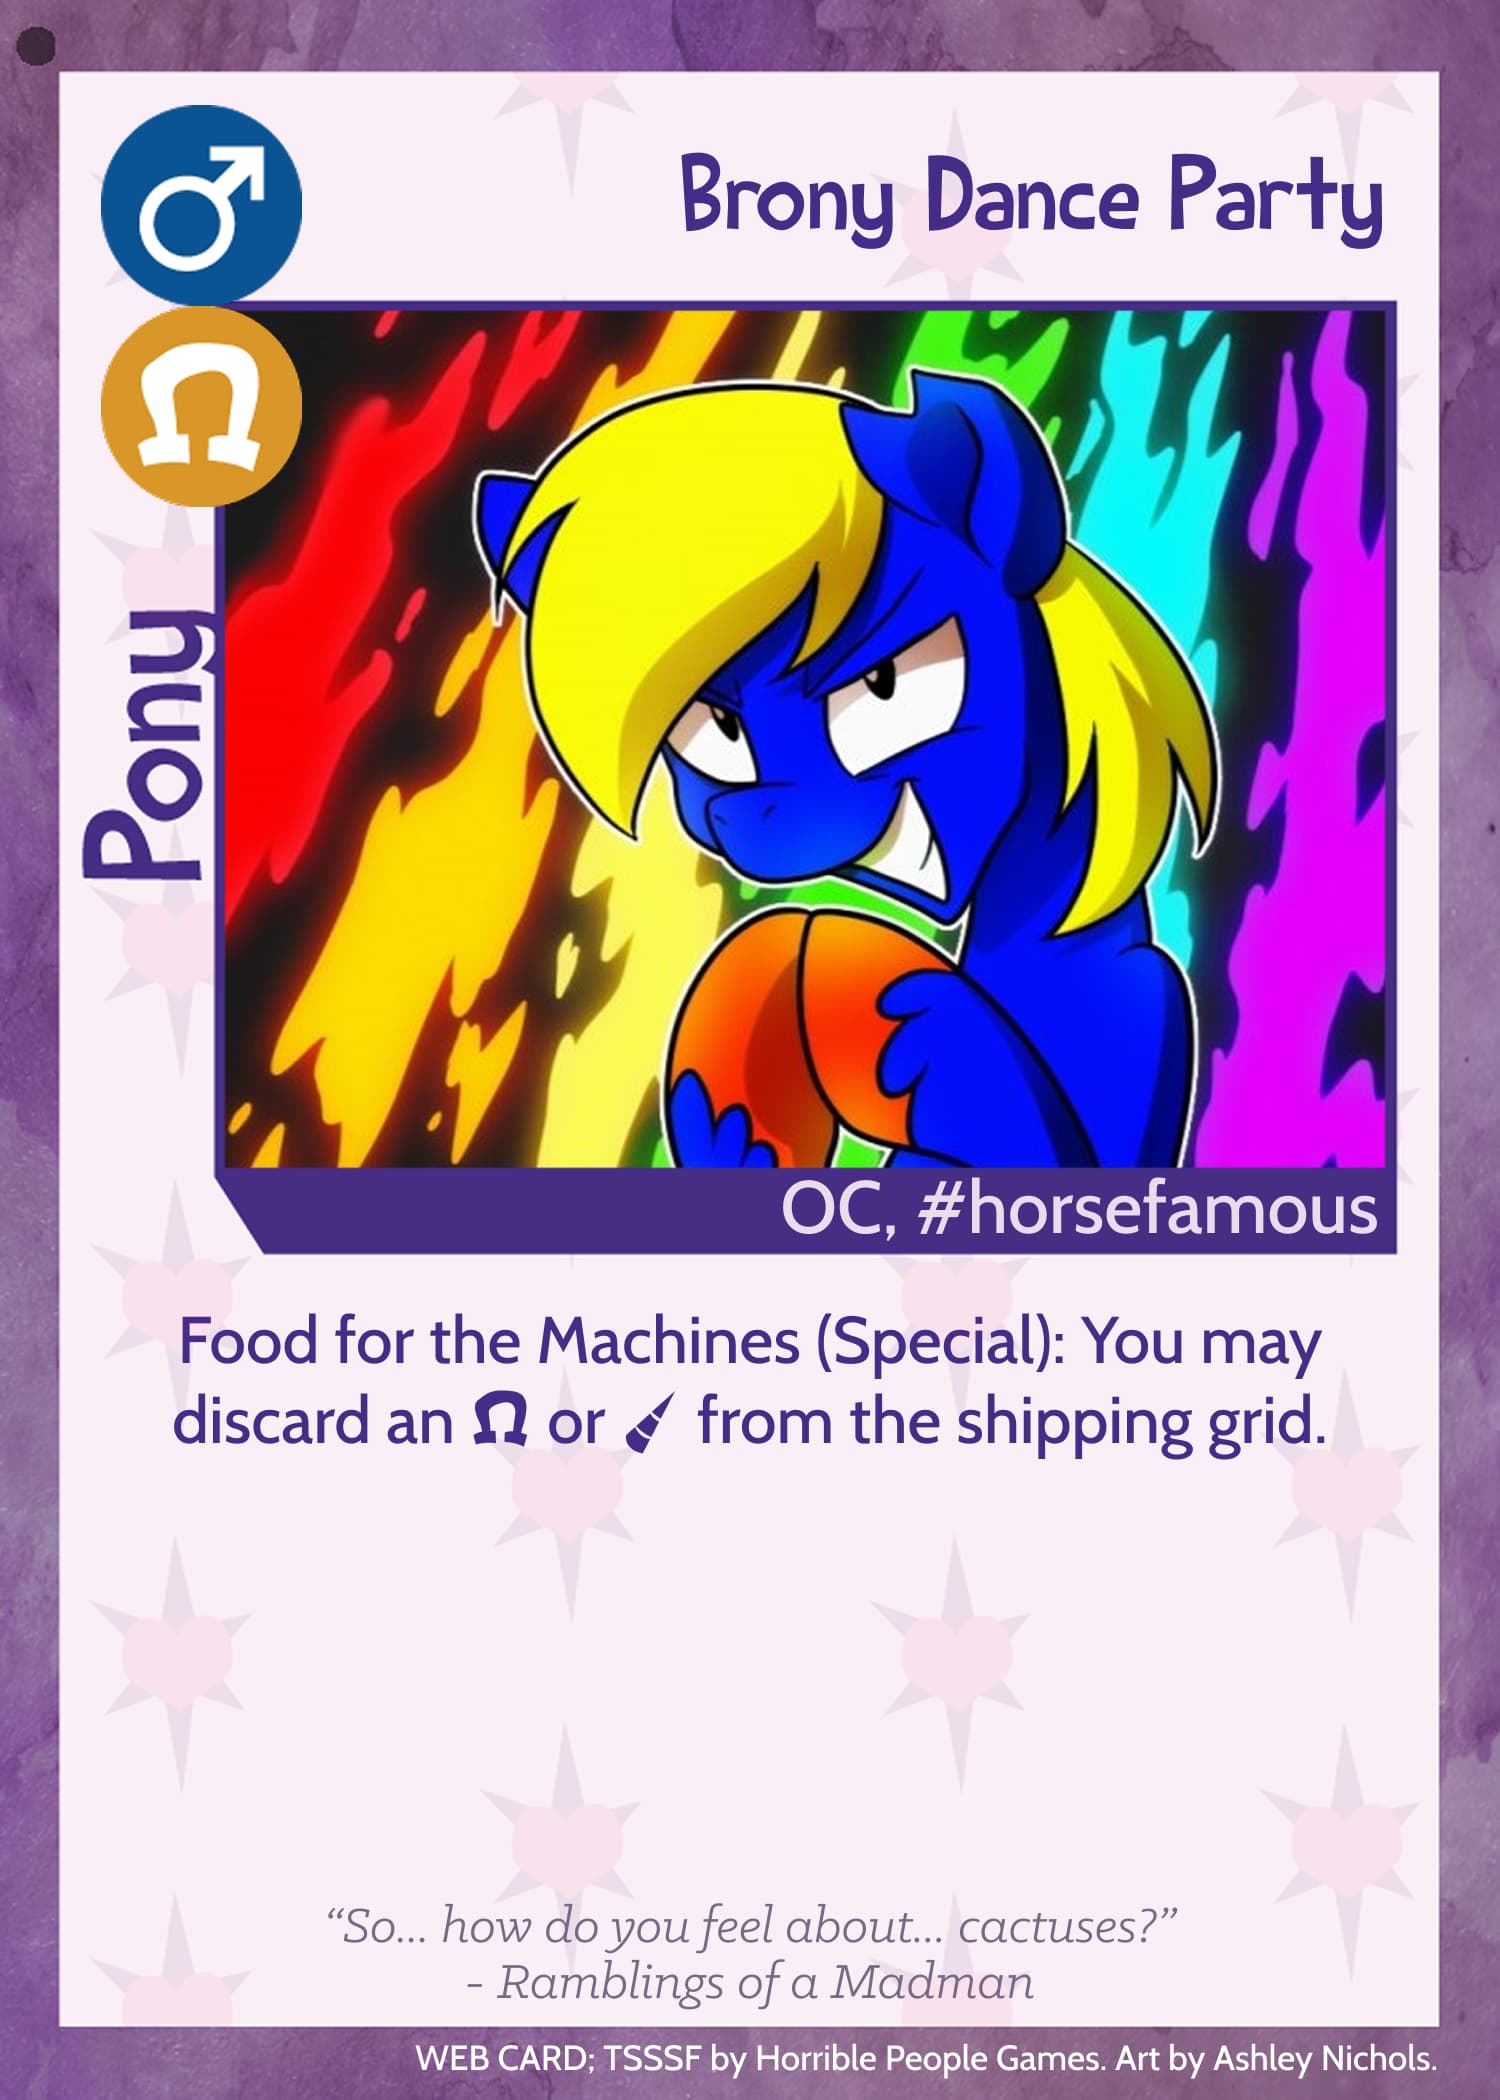 Brony Dance Party
Pony
OC, #horsefamous
Food for the Machines (Special): You may
discard an or from the shipping grid.
“So... how do you feel about... cactuses?”
- Ramblings of a Madman
WEB CARD; TSSSF by Horrible People Games. Art by Ashley Nichols.